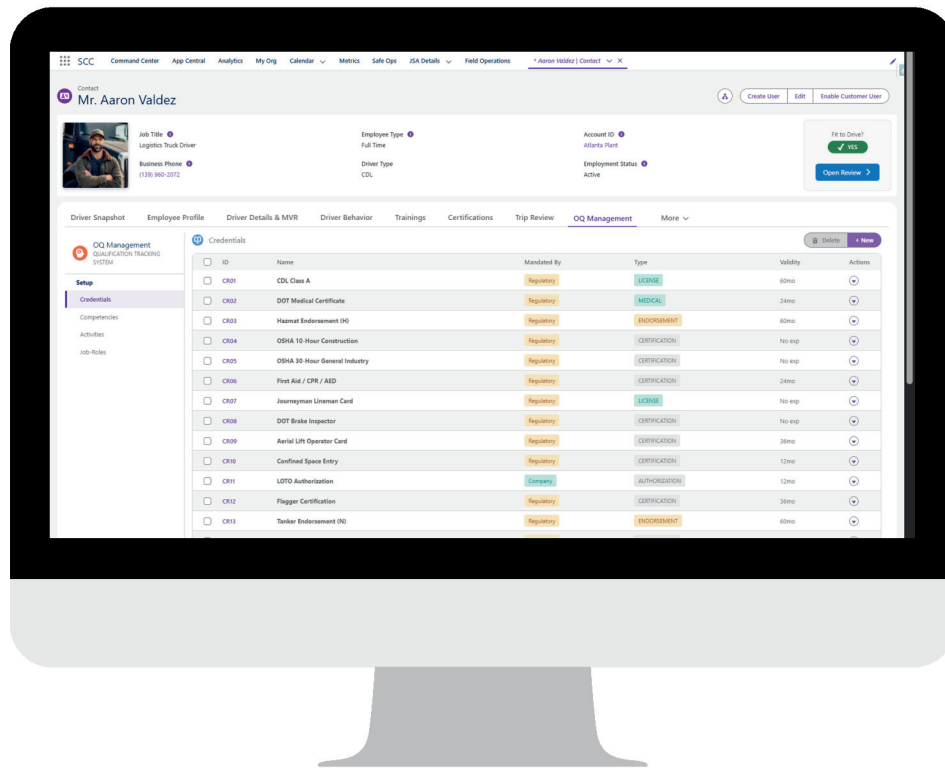 SCC Command Center App Central Analytics My Org Calendar Metrics Safe Ops JSA Details Field Operations * Aaron Valdez | Contact
Contact
Mr. Aaron Valdez
Create User Edit Enable Customer User
Job Title
Logistics Truck Driver
Employee Type
Full Time
Account ID
Atlanta Plant
Business Phone
(139) 960-2072
Driver Type
CDL
Employment Status
Active
Fit to Drive?
YES
Open Review
Driver Snapshot Employee Profile Driver Details & MVR Driver Behavior Trainings Certifications Trip Review OQ Management More
OQ Management
QUALIFICATION TRACKING
SYSTEM
Setup
Credentials
Competencies
Activities
Job-Roles
Credentials Delete + New
ID Name Mandated By Type Validity Actions
CR01 CDL Class A Regulatory LICENSE 60mo
CR02 DOT Medical Certificate Regulatory MEDICAL 24mo
CR03 Hazmat Endorsement (H) Regulatory ENDORSEMENT 60mo
CR04 OSHA 10-Hour Construction Regulatory CERTIFICATION No exp
CR05 OSHA 30-Hour General Industry Regulatory CERTIFICATION No exp
CR06 First Aid / CPR / AED Regulatory CERTIFICATION 24mo
CR07 Journeyman Lineman Card Regulatory LICENSE No exp
CR08 DOT Brake Inspector Regulatory CERTIFICATION No exp
CR09 Aerial Lift Operator Card Regulatory CERTIFICATION 36mo
CR10 Confined Space Entry Regulatory CERTIFICATION 12mo
CR11 LOTO Authorization Company AUTHORIZATION 12mo
CR12 Flagger Certification Regulatory CERTIFICATION 36mo
CR13 Tanker Endorsement (N) Regulatory ENDORSEMENT 60mo